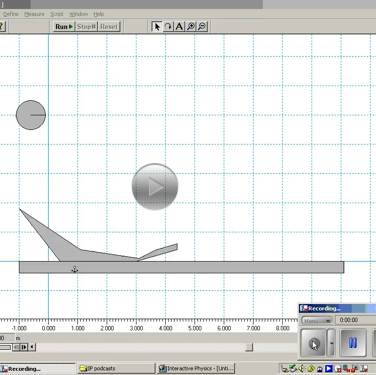 Define Measure Script Window Help
Run Stop Reset A
-1.000 0.000 1.000 2.000 3.000 4.000 5.000 6.000 7.000 8.000
m
Recording...
0:00:00
Recording... IP podcasts Interactive Physics - [Unti...